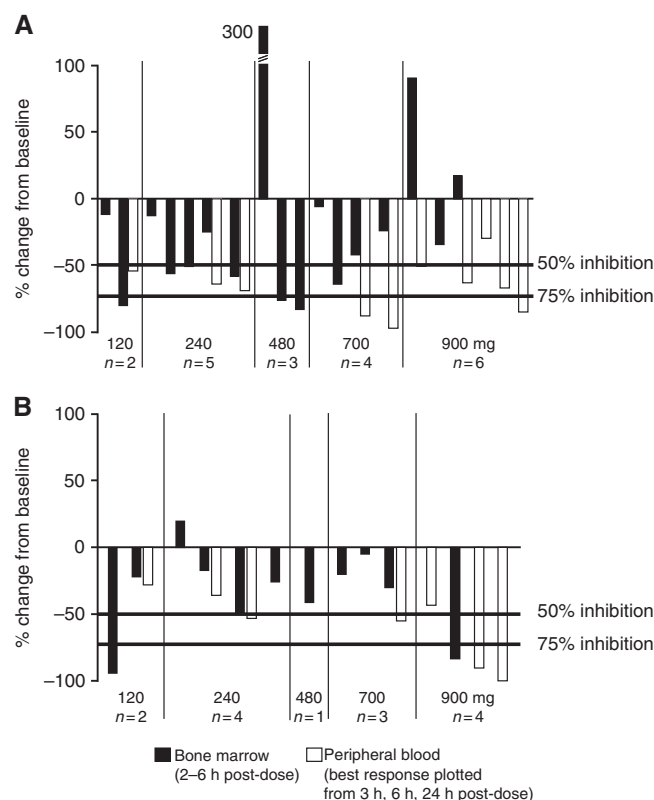 A
300
100
50
0
−50
−100
% change from baseline
50% inhibition
75% inhibition
120 240 480 700 900 mg
n=2 n=5 n=3 n=4 n=6
B
100
50
0
−50
−100
% change from baseline
50% inhibition
75% inhibition
120 240 480 700 900 mg
n=2 n=4 n=1 n=3 n=4
Bone marrow
(2–6 h post-dose)
Peripheral blood
(best response plotted
from 3 h, 6 h, 24 h post-dose)